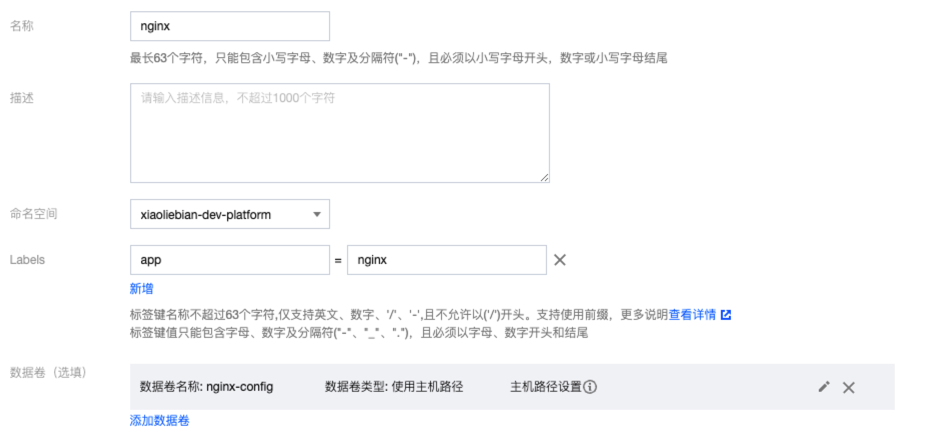 名称 nginx
最长63个字符，只能包含小写字母、数字及分隔符("-")，且必须以小写字母开头，数字或小写字母结尾
描述 请输入描述信息，不超过1000个字符
命名空间 xiaoliebian-dev-platform
Labels app = nginx
新增
标签键名称不超过63个字符,仅支持英文、数字、'/'、'-',且不允许以('/')开头。支持使用前缀，更多说明查看详情
标签键值只能包含字母、数字及分隔符("-"、"_"、".")，且必须以字母、数字开头和结尾
数据卷（选填） 数据卷名称: nginx-config 数据卷类型: 使用主机路径 主机路径设置
添加数据卷